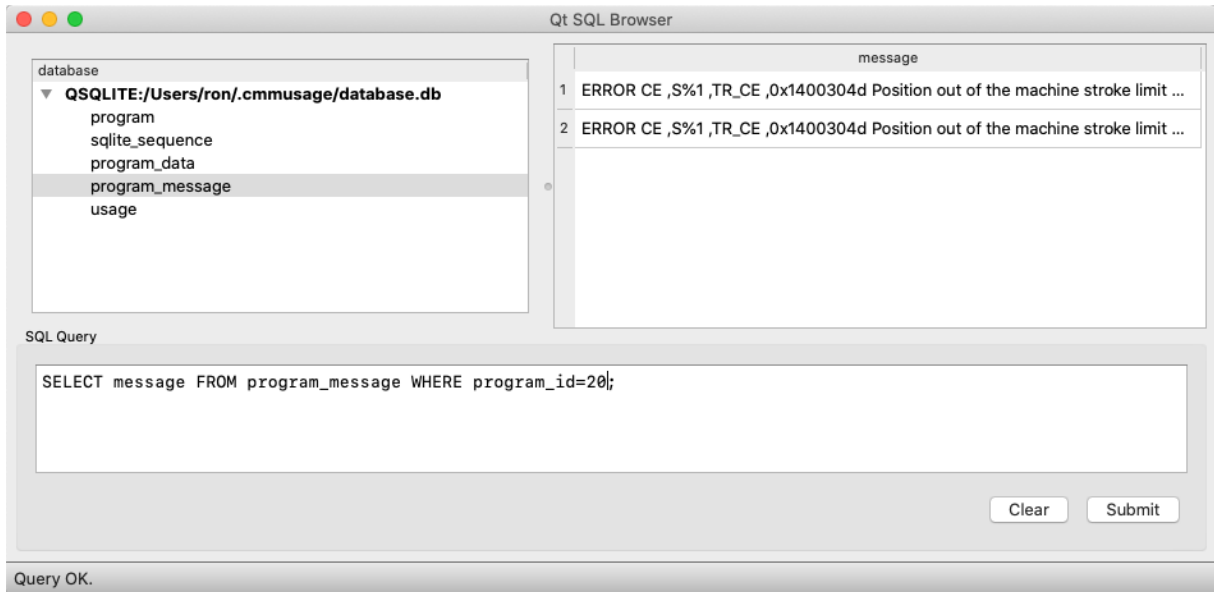 Qt SQL Browser
database
QSQLITE:/Users/ron/.cmmusage/database.db
program
sqlite_sequence
program_data
program_message
usage
message
1 ERROR CE ,S%1 ,TR_CE ,0x1400304d Position out of the machine stroke limit ...
2 ERROR CE ,S%1 ,TR_CE ,0x1400304d Position out of the machine stroke limit ...
SQL Query
SELECT message FROM program_message WHERE program_id=20;
Clear Submit
Query OK.